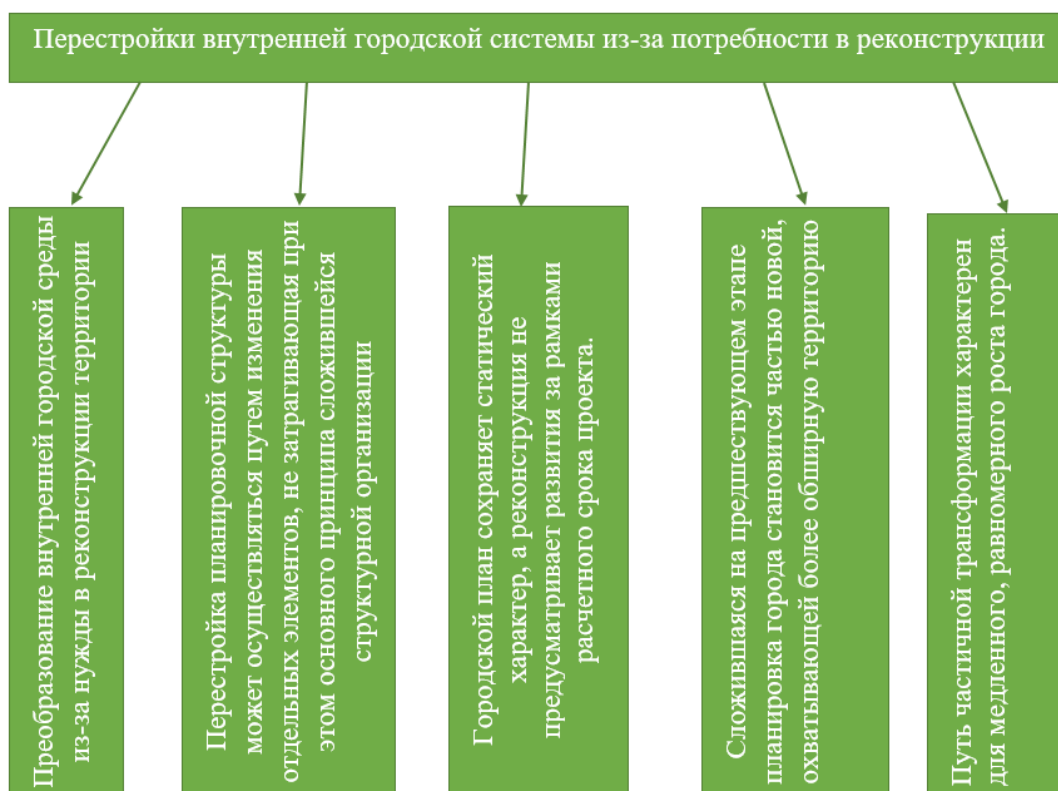 Перестройки внутренней городской системы из-за потребности в реконструкции
Преобразование внутренней городской среды
из-за нужды в реконструкции территории
Перестройка планировочной структуры
может осуществляться путем изменения
отдельных элементов, не затрагивающая при
этом основного принципа сложившейся
структурной организации
Городской план сохраняет статический
характер, а реконструкция не
предусматривает развития за рамками
расчетного срока проекта.
Сложившаяся на предшествующем этапе
планировка города становится частью новой,
охватывающей более обширную территорию
Путь частичной трансформации характерен
для медленного, равномерного роста города.